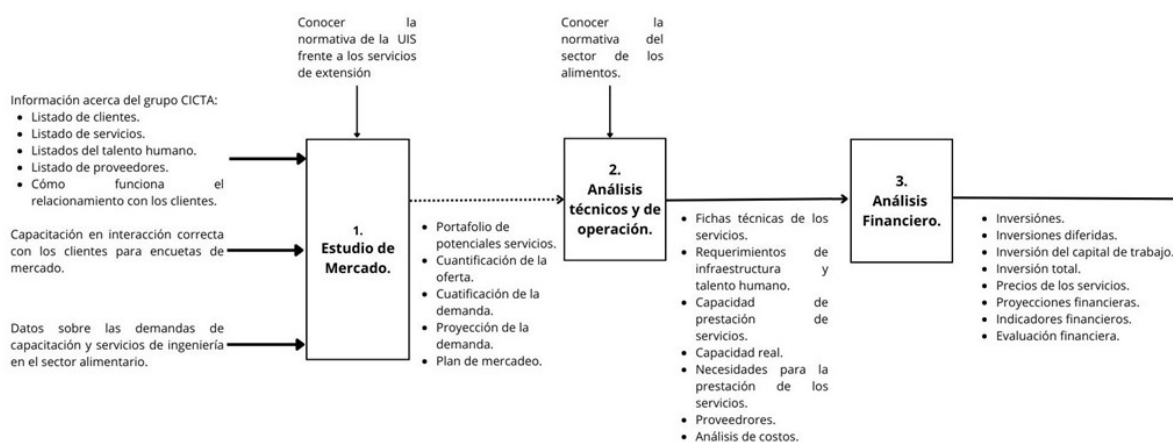 Conocer la
normativa de la UIS
frente a los servicios
de extensión
Conocer la
normativa del
sector de los
alimentos.
Información acerca del grupo CICTA:
• Listado de clientes.
• Listado de servicios.
• Listados del talento humano.
• Listado de proveedores.
• Cómo funciona el
relacionamiento con los clientes.
Capacitación en interacción correcta
con los clientes para encuetas de
mercado.
Datos sobre las demandas de
capacitación y servicios de ingeniería
en el sector alimentario.
1.
Estudio de
Mercado.
• Portafolio de
potenciales servicios.
• Cuantificación de la
oferta.
• Cuatificación de la
demanda.
• Proyección de la
demanda.
• Plan de mercadeo.
2.
Análisis
técnicos y de
operación.
• Fichas técnicas de los
servicios.
• Requerimientos de
infraestructura y
talento humano.
• Capacidad de
prestación de
servicios.
• Capacidad real.
• Necesidades para la
prestación de los
servicios.
• Proveedrores.
• Análisis de costos.
3.
Análisis
Financiero.
• Inversiónes.
• Inversiones diferidas.
• Inversión del capital de trabajo.
• Inversión total.
• Precios de los servicios.
• Proyecciones financieras.
• Indicadores financieros.
• Evaluación financiera.